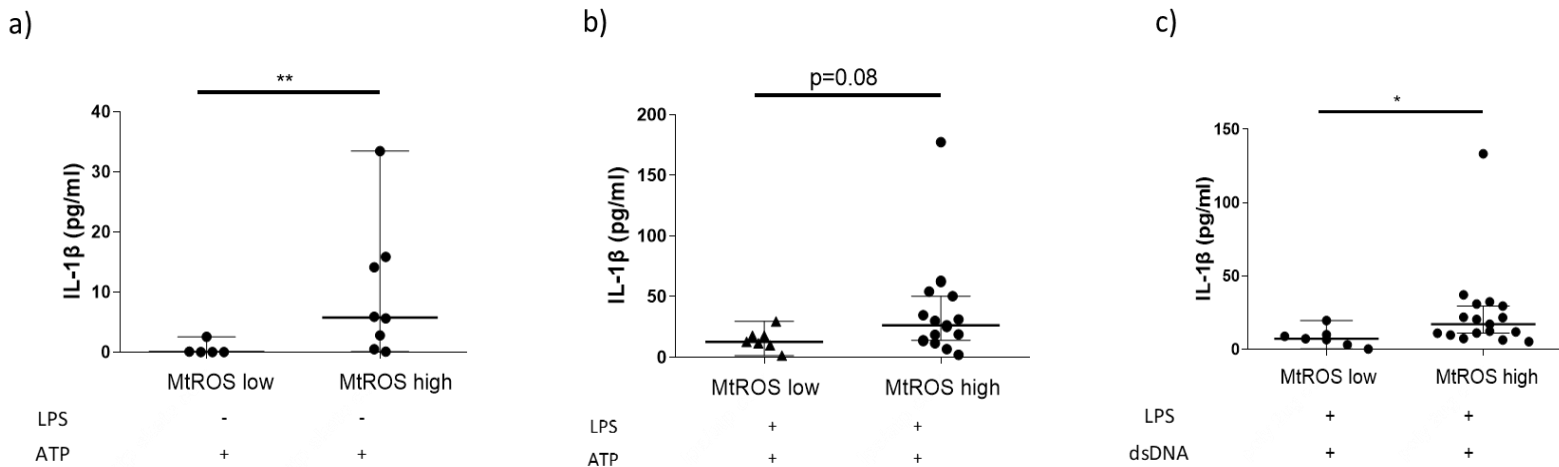 a)
**
IL-1β (pg/ml)
40
30
20
10
0
MtROS low MtROS high
LPS - -
ATP + +
b)
p=0.08
IL-1β (pg/ml)
200
150
100
50
0
MtROS low MtROS high
LPS + +
ATP + +
c)
*
IL-1β (pg/ml)
150
100
50
0
MtROS low MtROS high
LPS + +
dsDNA + +